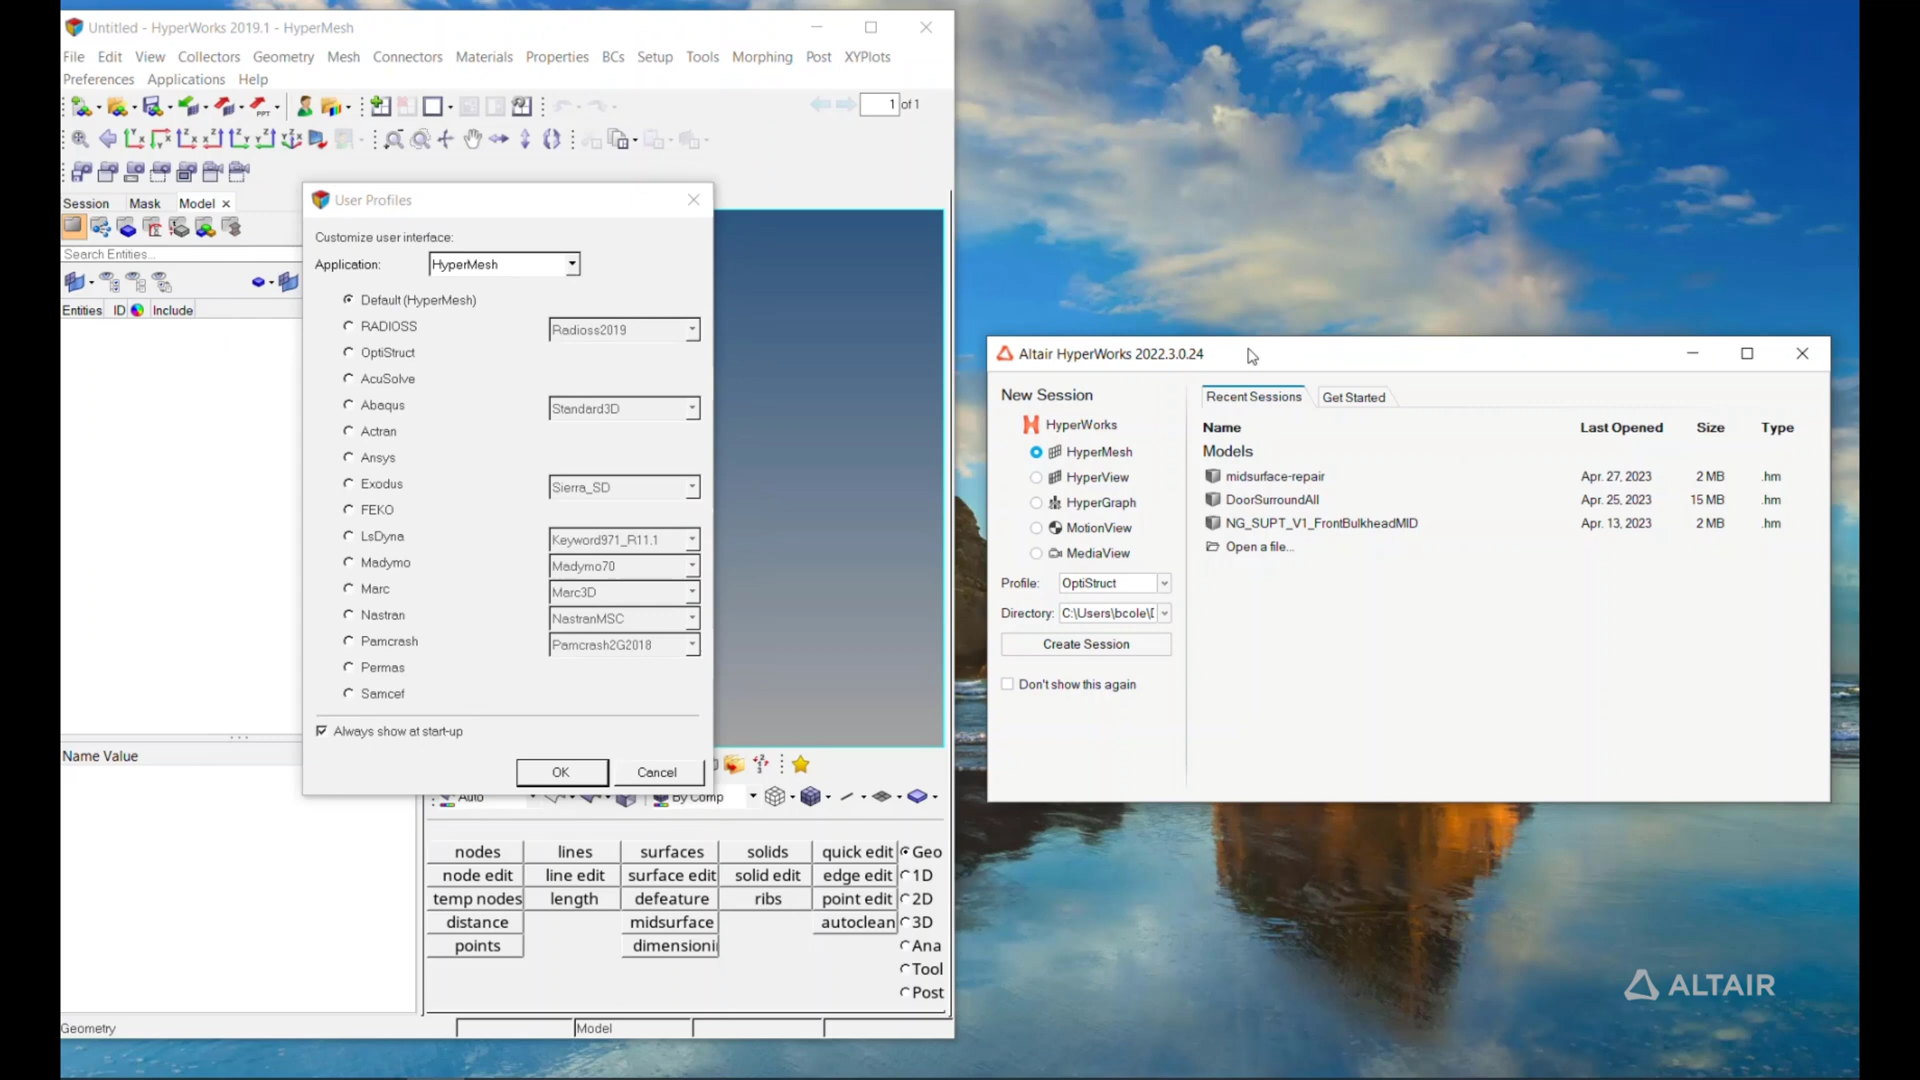 Untitled - HyperWorks 2019.1 - HyperMesh
File Edit View Collectors Geometry Mesh Connectors Materials Properties BCs Setup Tools Morphing Post XYPlots
Preferences Applications Help
1 of 1
Session Mask Model
Search Entities...
Entities ID Include
Name Value
User Profiles
Customize user interface:
Application: HyperMesh
Default (HyperMesh)
RADIOSS Radioss2019
OptiStruct
AcuSolve
Abaqus Standard3D
Actran
Ansys
Exodus Sierra_SD
FEKO
LsDyna Keyword971_R11.1
Madymo Madymo70
Marc Marc3D
Nastran NastranMSC
Pamcrash Pamcrash2G2018
Permas
Samcef
Always show at start-up
OK Cancel
Auto By Comp
nodes lines surfaces solids quick edit Geo
node edit line edit surface edit solid edit edge edit 1D
temp nodes length defeature ribs point edit 2D
distance midsurface autoclean 3D
points dimensioni Ana
Tool
Post
Geometry Model
Altair HyperWorks 2022.3.0.24
New Session
HyperWorks
HyperMesh
HyperView
HyperGraph
MotionView
MediaView
Profile: OptiStruct
Directory: C:\Users\bcole\[
Create Session
Don't show this again
Recent Sessions Get Started
Name Last Opened Size Type
Models
midsurface-repair Apr. 27, 2023 2 MB .hm
DoorSurroundAll Apr. 25, 2023 15 MB .hm
NG_SUPT_V1_FrontBulkheadMID Apr. 13, 2023 2 MB .hm
Open a file...
ALTAIR